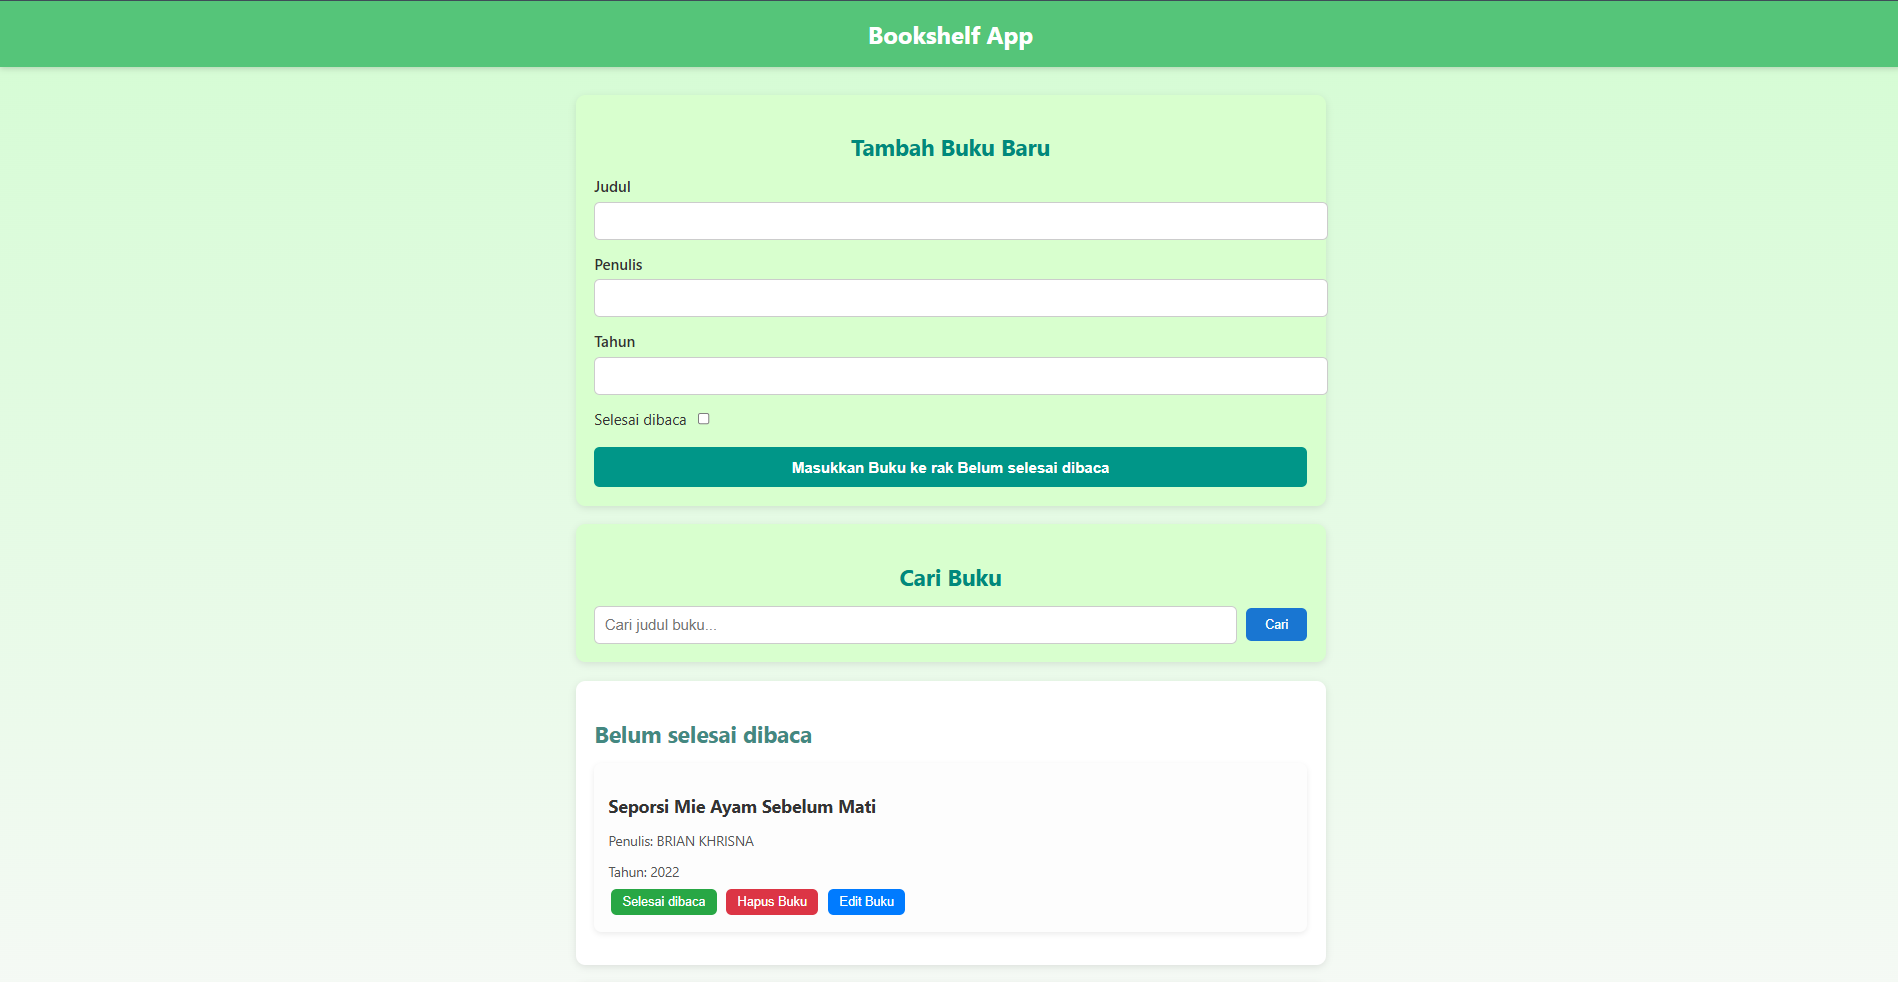 Bookshelf App
Tambah Buku Baru
Judul
Penulis
Tahun
Selesai dibaca
Masukkan Buku ke rak Belum selesai dibaca
Cari Buku
Cari judul buku...
Cari
Belum selesai dibaca
Seporsi Mie Ayam Sebelum Mati
Penulis: BRIAN KHRISNA
Tahun: 2022
Selesai dibaca
Hapus Buku
Edit Buku